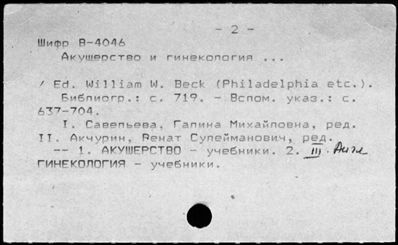 - 2 -
Шифр В-4046
Акушерство и гинекология ...
/ Ed. William W. Beck (Philadelphia etc.).
Библиогр.: с. 719. - Вспом. указ.: с.
637-704.
I. Савельева, Галина Михайловна, ред.
II. Акчурин, Ренат Сулейманович, ред.
-- 1. АКУШЕРСТВО - учебники. 2.
ГИНЕКОЛОГИЯ - учебники.